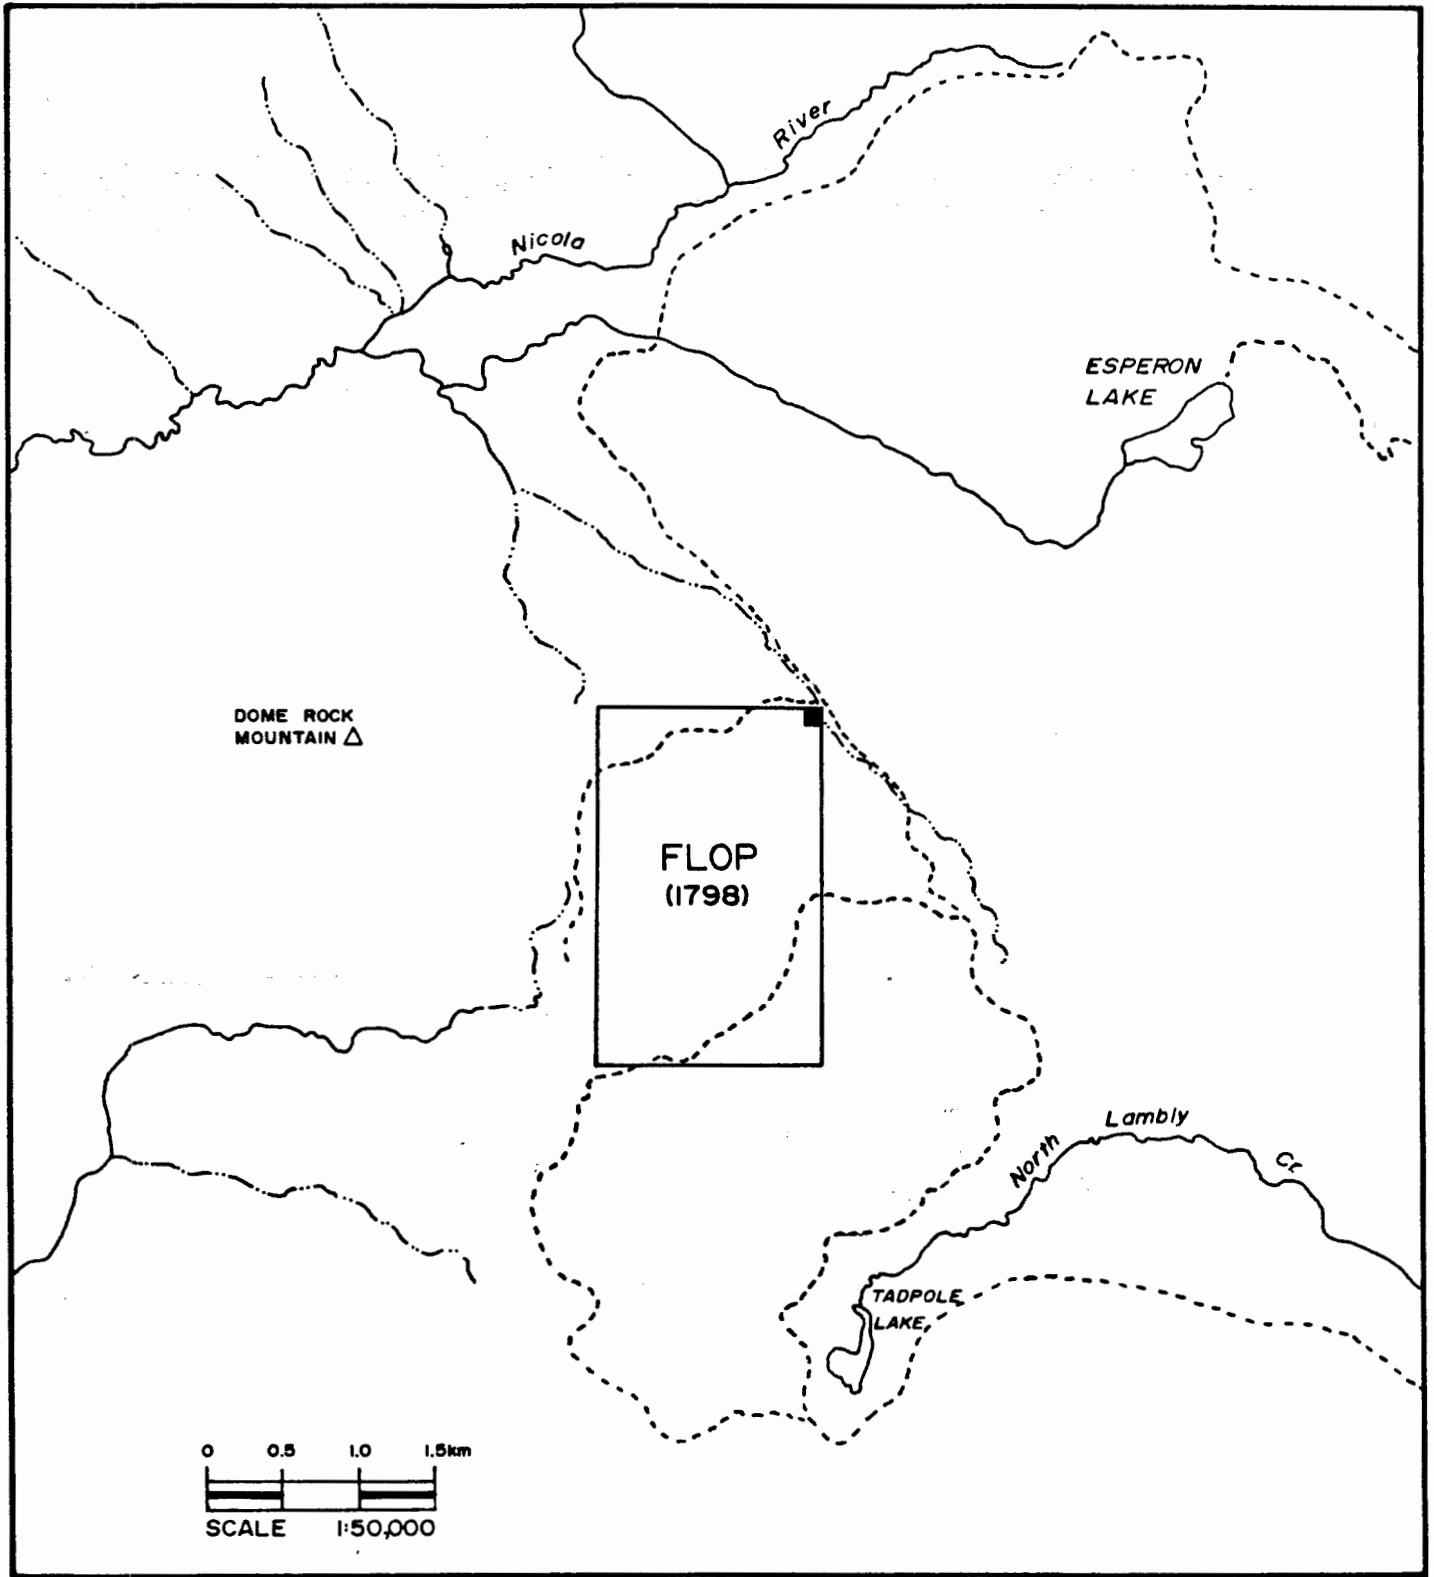 River
Nicola
ESPERON
LAKE
DOME ROCK
MOUNTAIN
FLOP
(1798)
North Lambly Cr.
TADPOLE
LAKE
0 0.5 1.0 1.5km
SCALE 1:50,000